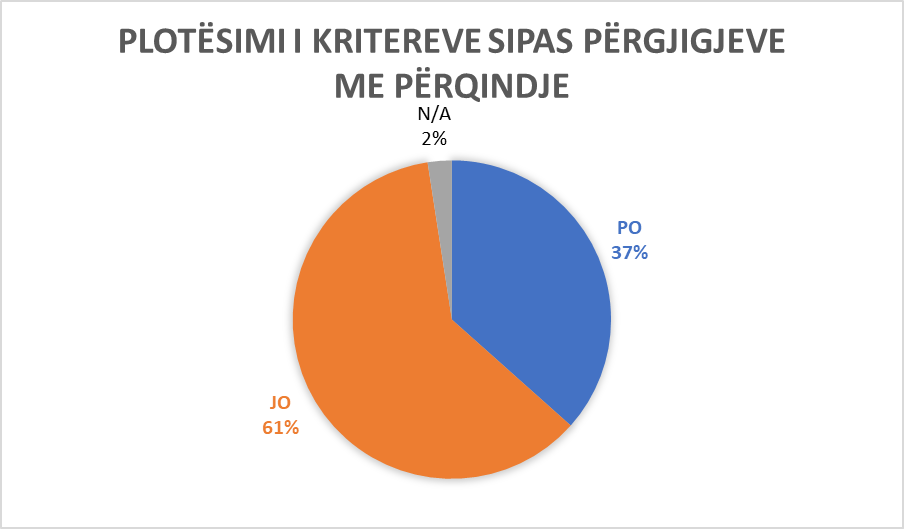 PLOTËSIMI I KRITEREVE SIPAS PËRGJIGJEVE
ME PËRQINDJE
N/A
2%
PO
37%
JO
61%